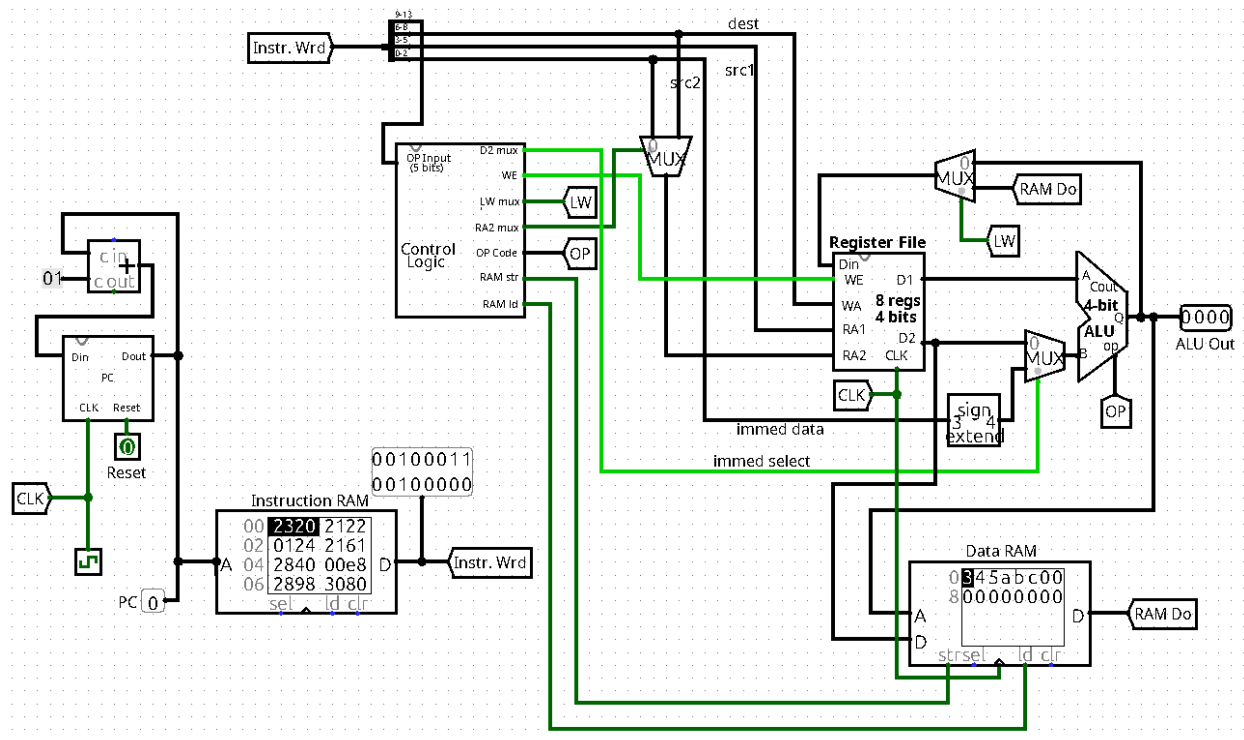 Instr. Wrd
9-13
6-8
3-5
0-2
dest
src1
src2
OP Input
(5 bits)
D2 mux
WE
LW mux
RA2 mux
OP Code
RAM str
RAM ld
Control
Logic
LW
OP
0
MUX
0
MUX
RAM Do
LW
Register File
Din
WE
WA
RA1
RA2
D1
8 regs
4 bits
D2
CLK
CLK
A
Cout
4-bit
ALU
Q
B
op
OP
0000
ALU Out
0
MUX
sign
3 4
extend
immed data
immed select
c in
+
c out
01
Din
Dout
PC
CLK
Reset
0
Reset
CLK
PC 0
00100011
00100000
Instruction RAM
00 2320 2122
02 0124 2161
04 2840 00e8
06 2898 3080
A
D
sel
ld
clr
Instr. Wrd
Data RAM
0 345abc00
8 00000000
A
D
D
str
sel
ld
clr
RAM Do